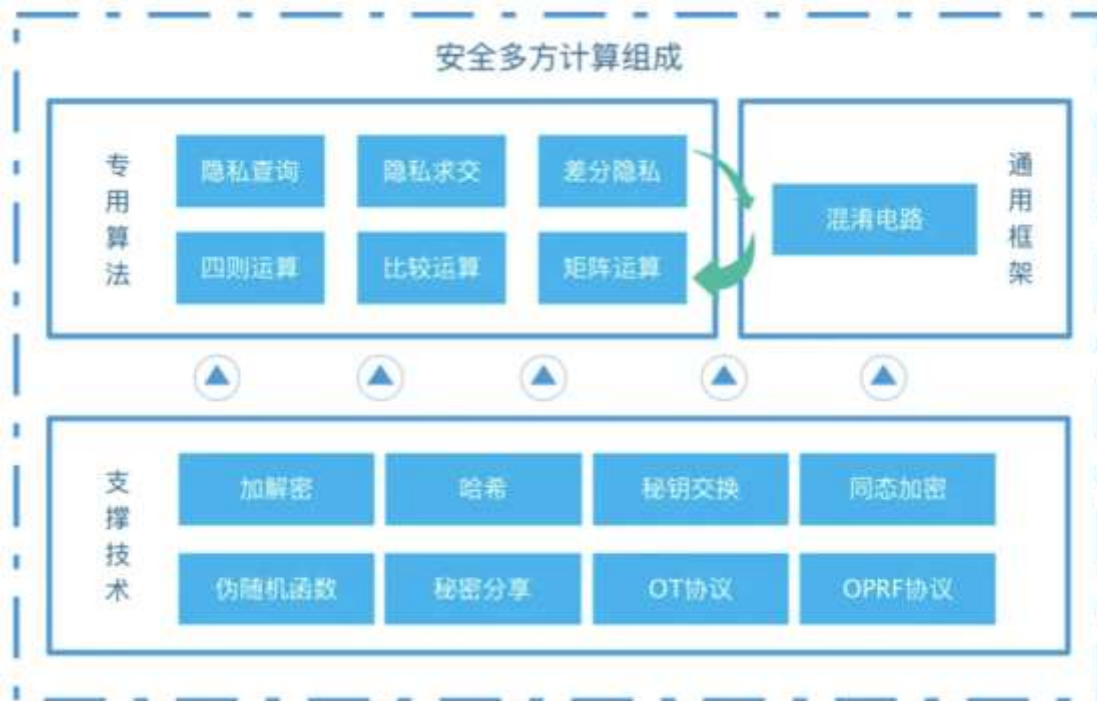 安全多方计算组成
专用算法
隐私查询
隐私求交
差分隐私
四则运算
比较运算
矩阵运算
混淆电路
通用框架
支撑技术
加解密
哈希
秘钥交换
同态加密
伪随机函数
秘密分享
OT协议
OPRF协议